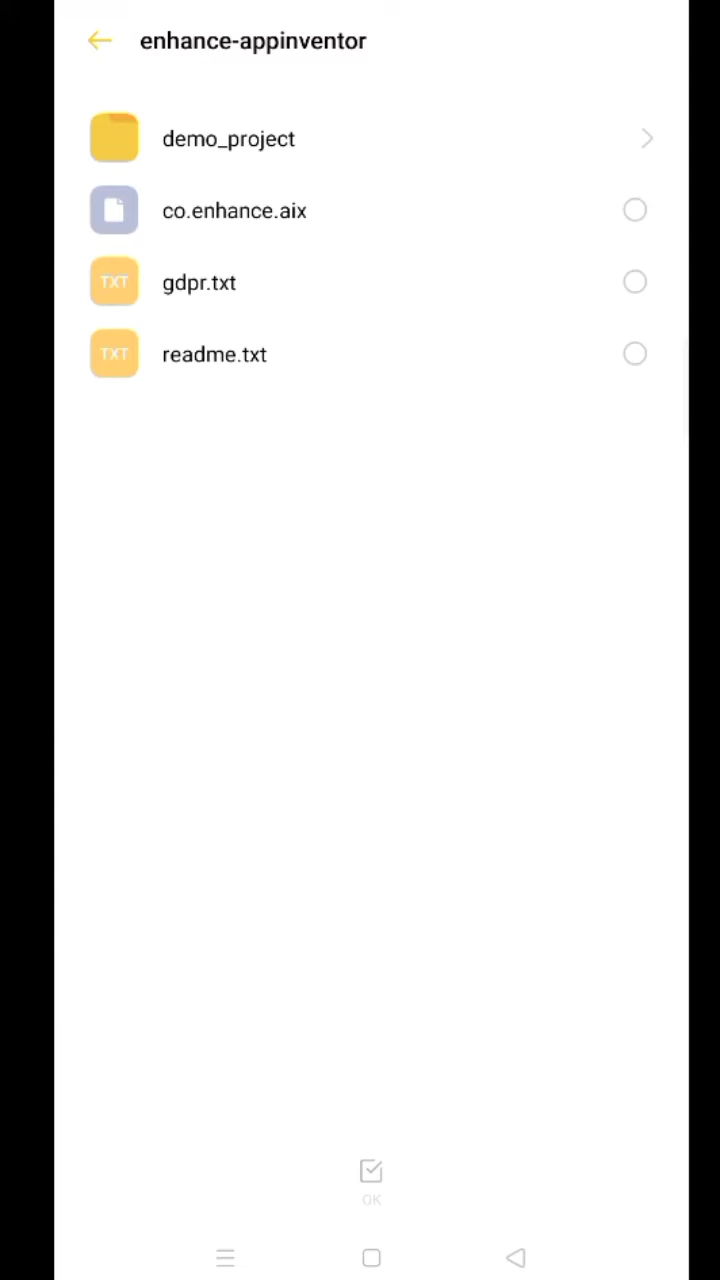 enhance-appinventor
demo_project
co.enhance.aix
TXT gdpr.txt
TXT readme.txt
OK